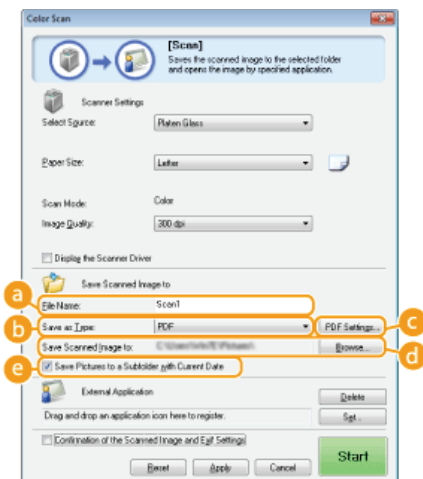 Color Scan
[Scan]
Saves the scanned image to the selected folder
and opens the image by specified application.
Scanner Settings
Select Source: Platen Glass
Paper Size: Letter
Scan Mode: Color
Image Quality: 300 dpi
Display the Scanner Driver
Save Scanned Image to
a
File Name: Scan1
b Save as Type: PDF PDF Settings... c
Save Scanned Image to: Browse... d
e Save Pictures to a Subfolder with Current Date
External Application Delete
Drag and drop an application icon here to register. Set...
Confirmation of the Scanned Image and Exif Settings
Start
Reset Apply Cancel